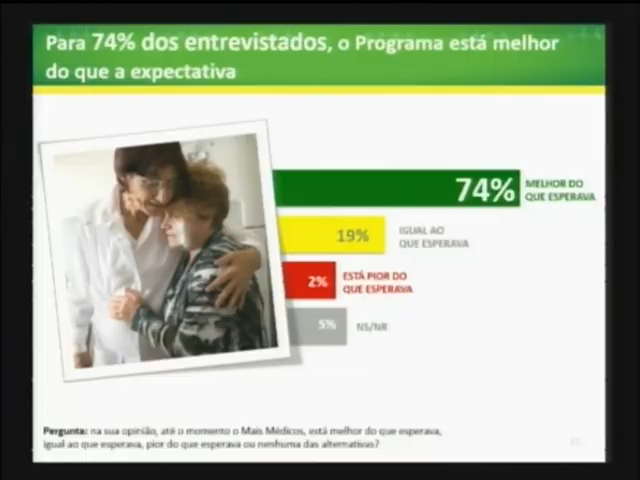 Para 74% dos entrevistados, o Programa está melhor
do que a expectativa
74%
MELHOR DO
QUE ESPERAVA
19%
IGUAL AO
QUE ESPERAVA
2%
ESTÁ PIOR DO
QUE ESPERAVA
5%
NS/NR
Pergunta: na sua opinião, até o momento o Mais Médicos, está melhor do que esperava,
igual ao que esperava, pior do que esperava ou nenhuma das alternativas?